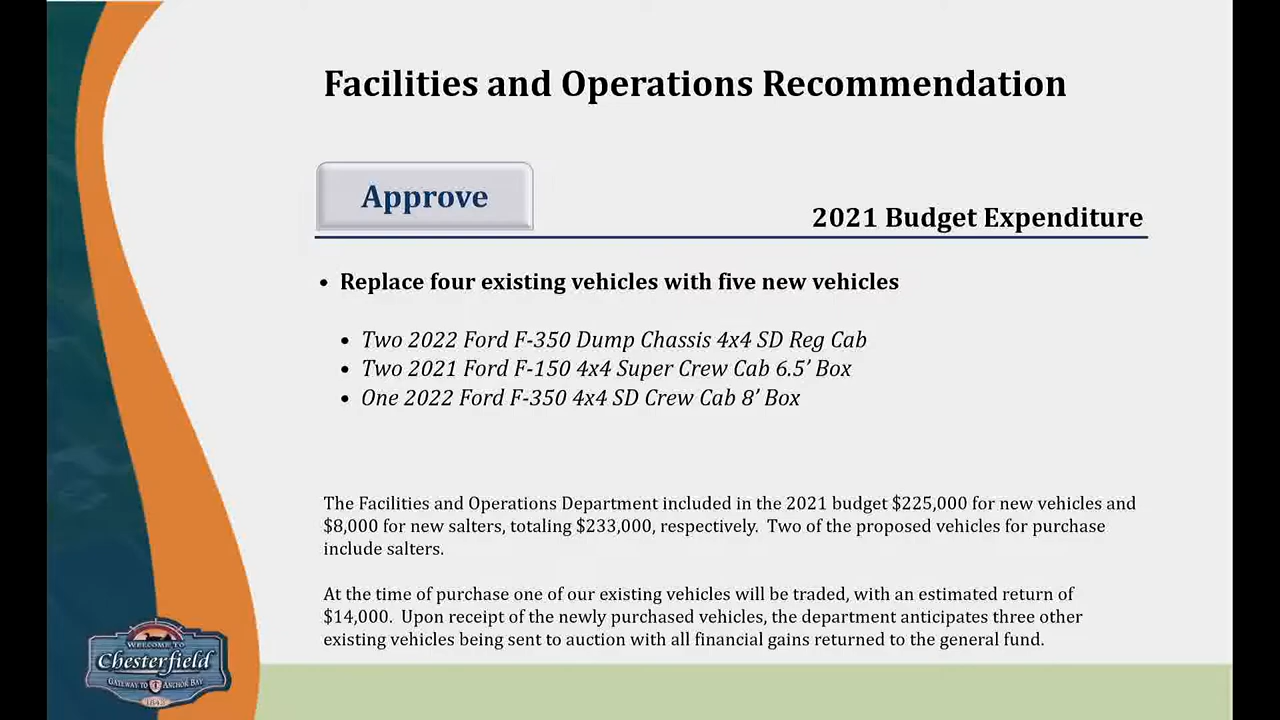 Facilities and Operations Recommendation
Approve
2021 Budget Expenditure
• Replace four existing vehicles with five new vehicles
• Two 2022 Ford F-350 Dump Chassis 4x4 SD Reg Cab
• Two 2021 Ford F-150 4x4 Super Crew Cab 6.5’ Box
• One 2022 Ford F-350 4x4 SD Crew Cab 8’ Box
The Facilities and Operations Department included in the 2021 budget $225,000 for new vehicles and
$8,000 for new salters, totaling $233,000, respectively.  Two of the proposed vehicles for purchase
include salters.
At the time of purchase one of our existing vehicles will be traded, with an estimated return of
$14,000.  Upon receipt of the newly purchased vehicles, the department anticipates three other
existing vehicles being sent to auction with all financial gains returned to the general fund.
WELCOME TO
Chesterfield
GATEWAY TO ANCHOR BAY
1842